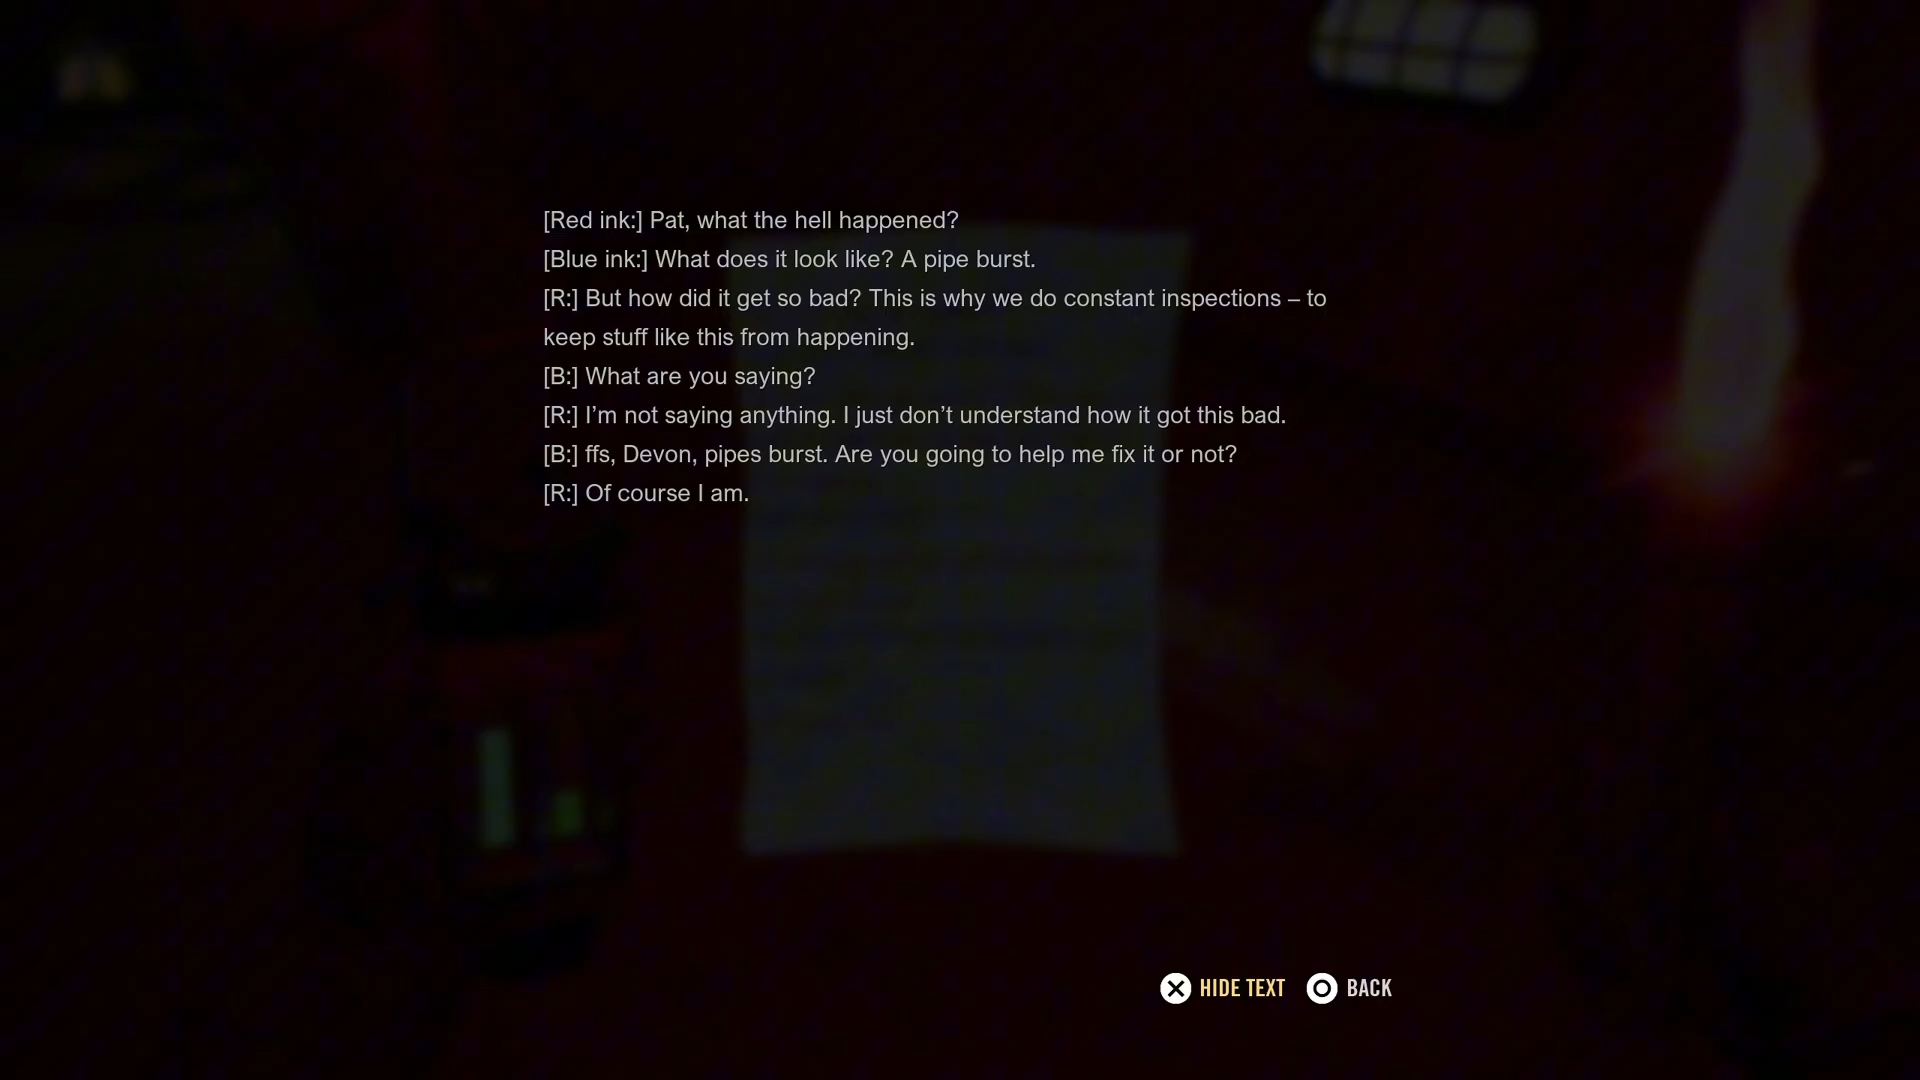 [Red ink:] Pat, what the hell happened?
[Blue ink:] What does it look like? A pipe burst.
[R:] But how did it get so bad? This is why we do constant inspections – to
keep stuff like this from happening.
[B:] What are you saying?
[R:] I’m not saying anything. I just don’t understand how it got this bad.
[B:] ffs, Devon, pipes burst. Are you going to help me fix it or not?
[R:] Of course I am.
HIDE TEXT BACK